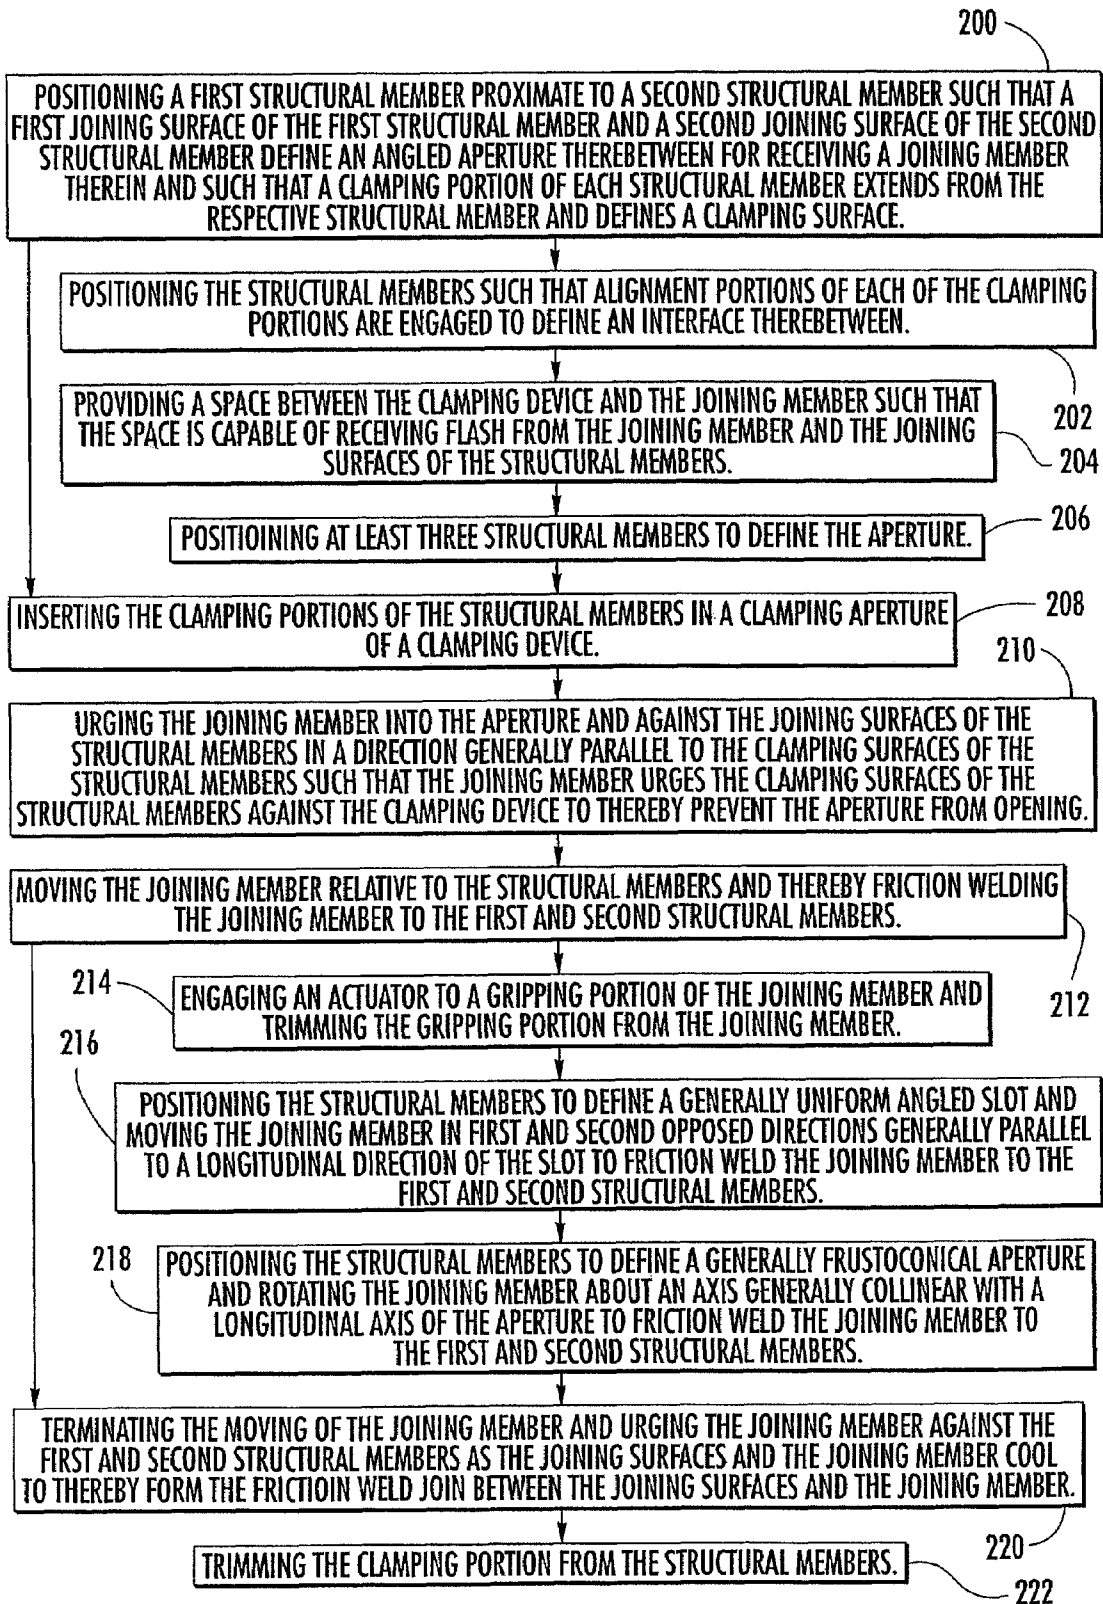 200
POSITIONING A FIRST STRUCTURAL MEMBER PROXIMATE TO A SECOND STRUCTURAL MEMBER SUCH THAT A
FIRST JOINING SURFACE OF THE FIRST STRUCTURAL MEMBER AND A SECOND JOINING SURFACE OF THE SECOND
STRUCTURAL MEMBER DEFINE AN ANGLED APERTURE THEREBETWEEN FOR RECEIVING A JOINING MEMBER
THEREIN AND SUCH THAT A CLAMPING PORTION OF EACH STRUCTURAL MEMBER EXTENDS FROM THE
RESPECTIVE STRUCTURAL MEMBER AND DEFINES A CLAMPING SURFACE.
POSITIONING THE STRUCTURAL MEMBERS SUCH THAT ALIGNMENT PORTIONS OF EACH OF THE CLAMPING
PORTIONS ARE ENGAGED TO DEFINE AN INTERFACE THEREBETWEEN.
202
PROVIDING A SPACE BETWEEN THE CLAMPING DEVICE AND THE JOINING MEMBER SUCH THAT
THE SPACE IS CAPABLE OF RECEIVING FLASH FROM THE JOINING MEMBER AND THE JOINING
SURFACES OF THE STRUCTURAL MEMBERS.
204
POSITIOINING AT LEAST THREE STRUCTURAL MEMBERS TO DEFINE THE APERTURE.
206
INSERTING THE CLAMPING PORTIONS OF THE STRUCTURAL MEMBERS IN A CLAMPING APERTURE
OF A CLAMPING DEVICE.
208
210
URGING THE JOINING MEMBER INTO THE APERTURE AND AGAINST THE JOINING SURFACES OF THE
STRUCTURAL MEMBERS IN A DIRECTION GENERALLY PARALLEL TO THE CLAMPING SURFACES OF THE
STRUCTURAL MEMBERS SUCH THAT THE JOINING MEMBER URGES THE CLAMPING SURFACES OF THE
STRUCTURAL MEMBERS AGAINST THE CLAMPING DEVICE TO THEREBY PREVENT THE APERTURE FROM OPENING.
MOVING THE JOINING MEMBER RELATIVE TO THE STRUCTURAL MEMBERS AND THEREBY FRICTION WELDING
THE JOINING MEMBER TO THE FIRST AND SECOND STRUCTURAL MEMBERS.
212
214
ENGAGING AN ACTUATOR TO A GRIPPING PORTION OF THE JOINING MEMBER AND
TRIMMING THE GRIPPING PORTION FROM THE JOINING MEMBER.
216
POSITIONING THE STRUCTURAL MEMBERS TO DEFINE A GENERALLY UNIFORM ANGLED SLOT AND
MOVING THE JOINING MEMBER IN FIRST AND SECOND OPPOSED DIRECTIONS GENERALLY PARALLEL
TO A LONGITUDINAL DIRECTION OF THE SLOT TO FRICTION WELD THE JOINING MEMBER TO THE
FIRST AND SECOND STRUCTURAL MEMBERS.
218
POSITIONING THE STRUCTURAL MEMBERS TO DEFINE A GENERALLY FRUSTOCONICAL APERTURE
AND ROTATING THE JOINING MEMBER ABOUT AN AXIS GENERALLY COLLINEAR WITH A
LONGITUDINAL AXIS OF THE APERTURE TO FRICTION WELD THE JOINING MEMBER TO
THE FIRST AND SECOND STRUCTURAL MEMBERS.
TERMINATING THE MOVING OF THE JOINING MEMBER AND URGING THE JOINING MEMBER AGAINST THE
FIRST AND SECOND STRUCTURAL MEMBERS AS THE JOINING SURFACES AND THE JOINING MEMBER COOL
TO THEREBY FORM THE FRICTIOIN WELD JOIN BETWEEN THE JOINING SURFACES AND THE JOINING MEMBER.
220
TRIMMING THE CLAMPING PORTION FROM THE STRUCTURAL MEMBERS.
222